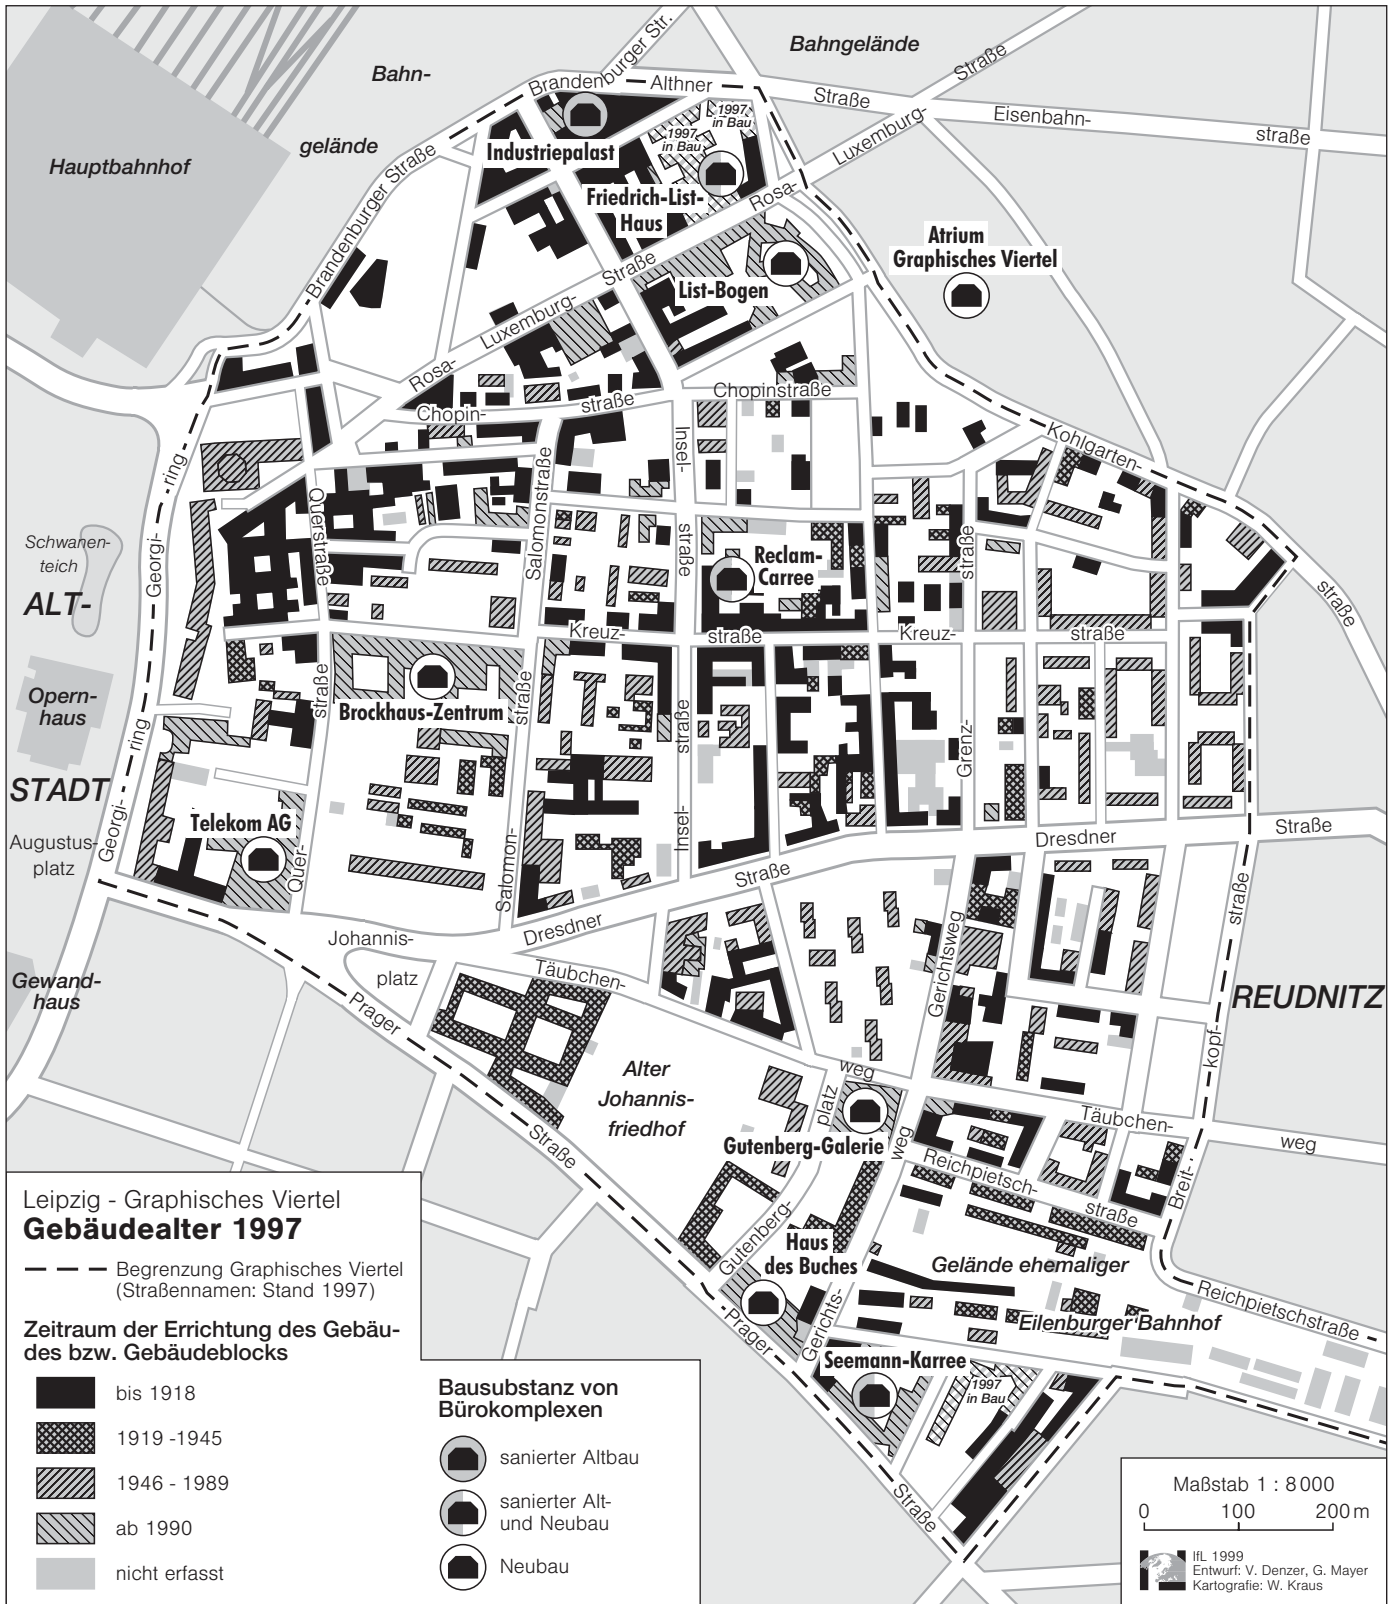 Bahngelände
Bahn-
gelände
Hauptbahnhof
Brandenburger Str.
Althner
Straße
Eisenbahn-
straße
Brandenburger Straße
Rosa-
Luxemburg-
Straße
1997
in Bau
1997
in Bau
Industriepalast
Friedrich-List-
Haus
Atrium
Graphisches Viertel
List-Bogen
Rosa-
Luxemburg-
Straße
Chopin-
straße
Chopinstraße
Kohlgarten-
straße
Georgi-
ring
Schwanen-
teich
ALT-
STADT
Opern-
haus
Augustus-
platz
Gewand-
haus
Georgi-
ring
Querstraße
Salomonstraße
Insel-
straße
Reclam-
Carree
straße
Kreuz-
straße
Kreuz-
straße
Brockhaus-Zentrum
straße
straße
straße
Grenz-
Telekom AG
Quer-
Salomon-
Insel-
Dresdner
Straße
Dresdner
Straße
Johannis-
platz
Täubchen-
weg
Gerichtsweg
straße
kopf-
Breit-
REUDNITZ
Prager
Straße
Alter
Johannis-
friedhof
platz
Gutenberg-Galerie
weg
Täubchen-
weg
Reichpietsch-
straße
Gutenberg-
Haus
des Buches
Gelände ehemaliger
Eilenburger Bahnhof
Reichpietschstraße
Prager
Gerichts-
Seemann-Karree
1997
in Bau
Straße
Leipzig - Graphisches Viertel
Gebäudealter 1997
Begrenzung Graphisches Viertel
(Straßennamen: Stand 1997)
Zeitraum der Errichtung des Gebäu-
des bzw. Gebäudeblocks
bis 1918
1919 -1945
1946 - 1989
ab 1990
nicht erfasst
Bausubstanz von
Bürokomplexen
sanierter Altbau
sanierter Alt-
und Neubau
Neubau
Maßstab 1 : 8 000
0 100 200 m
IfL 1999
Entwurf: V. Denzer, G. Mayer
Kartografie: W. Kraus